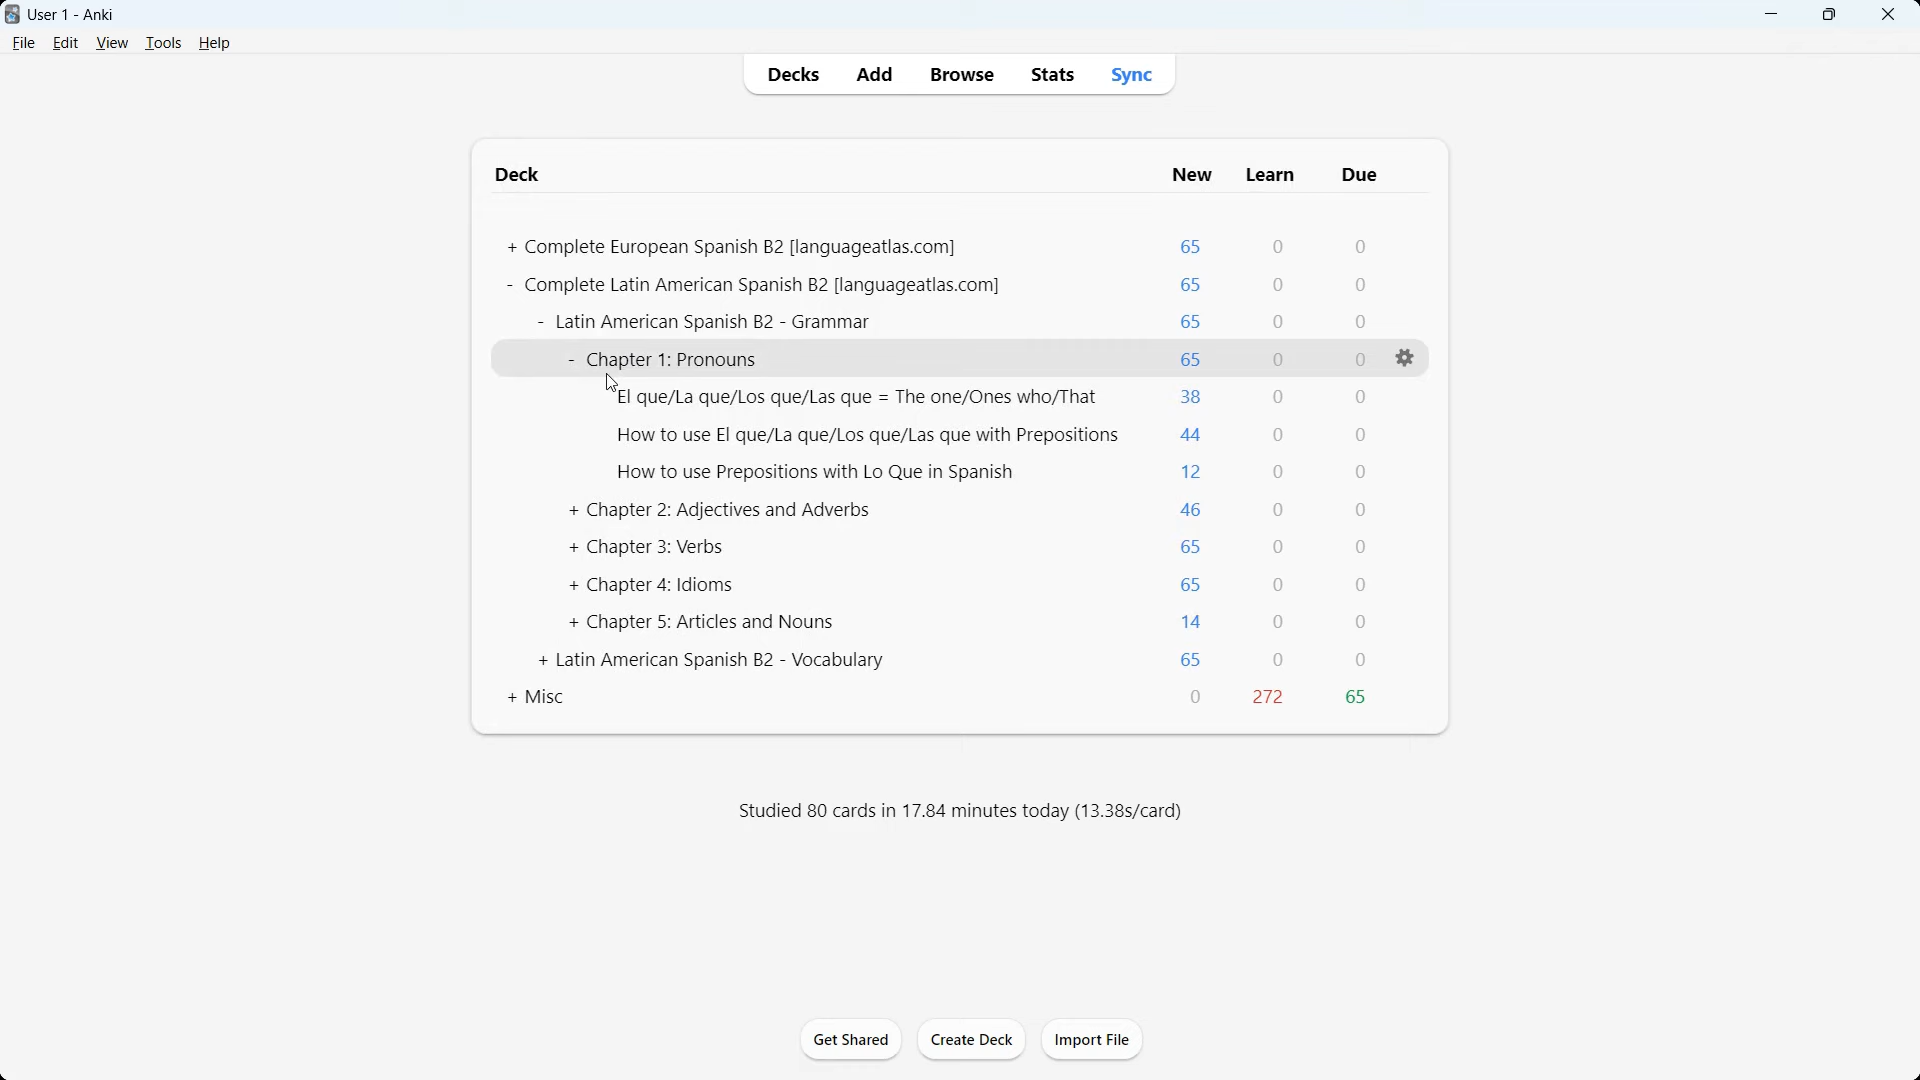 User 1 - Anki
File Edit View Tools Help
Decks Add Browse Stats Sync
Deck New Learn Due
+ Complete European Spanish B2 [languageatlas.com] 65 0 0
- Complete Latin American Spanish B2 [languageatlas.com] 65 0 0
- Latin American Spanish B2 - Grammar 65 0 0
- Chapter 1: Pronouns 65 0 0
El que/La que/Los que/Las que = The one/Ones who/That 38 0 0
How to use El que/La que/Los que/Las que with Prepositions 44 0 0
How to use Prepositions with Lo Que in Spanish 12 0 0
+ Chapter 2: Adjectives and Adverbs 46 0 0
+ Chapter 3: Verbs 65 0 0
+ Chapter 4: Idioms 65 0 0
+ Chapter 5: Articles and Nouns 14 0 0
+ Latin American Spanish B2 - Vocabulary 65 0 0
+ Misc 0 272 65
Studied 80 cards in 17.84 minutes today (13.38s/card)
Get Shared Create Deck Import File